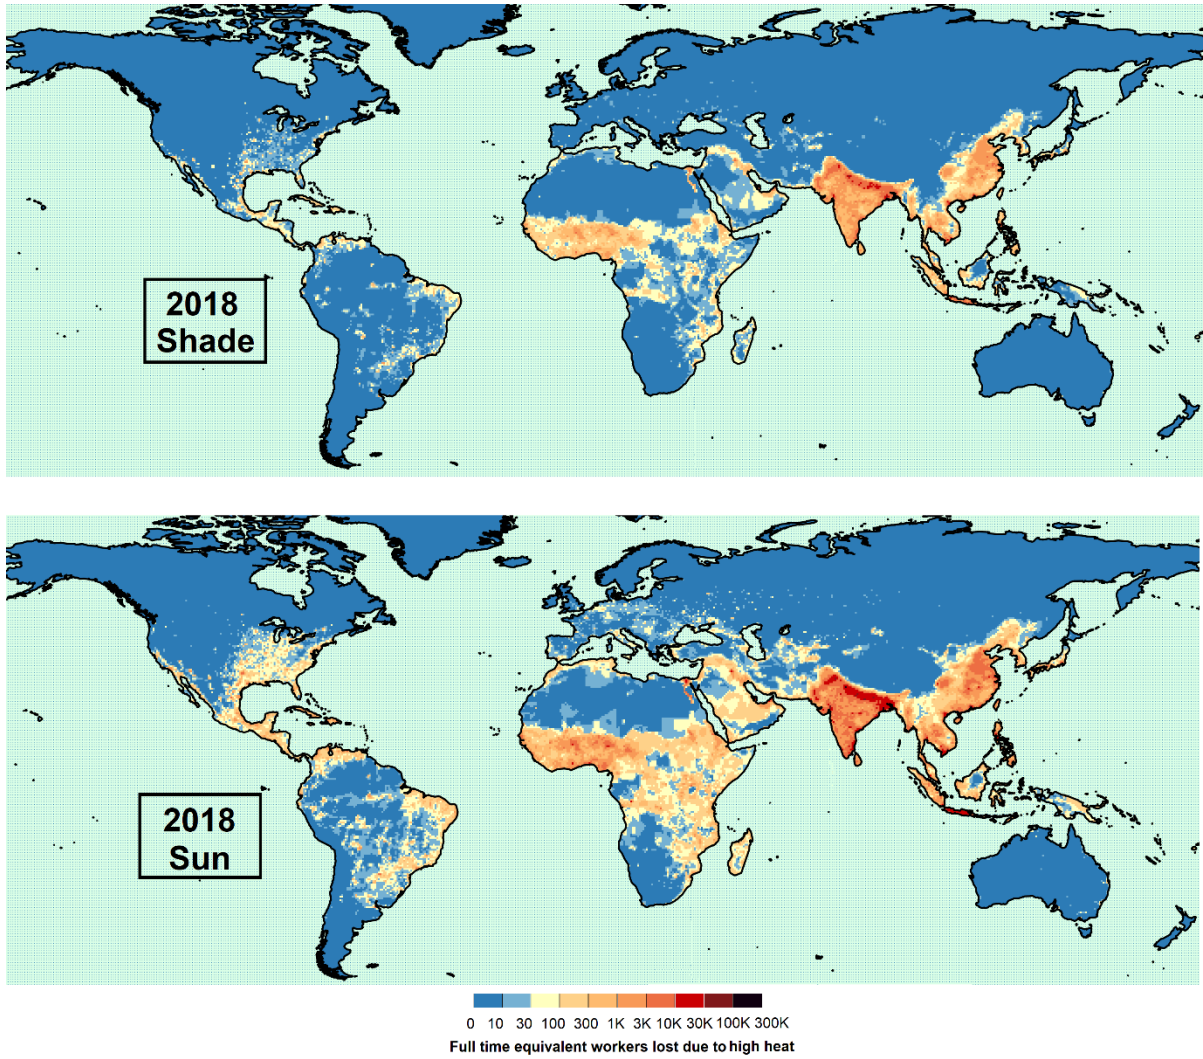 2018
Shade
2018
Sun
0 10 30 100 300 1K 3K 10K 30K 100K 300K
Full time equivalent workers lost due to high heat